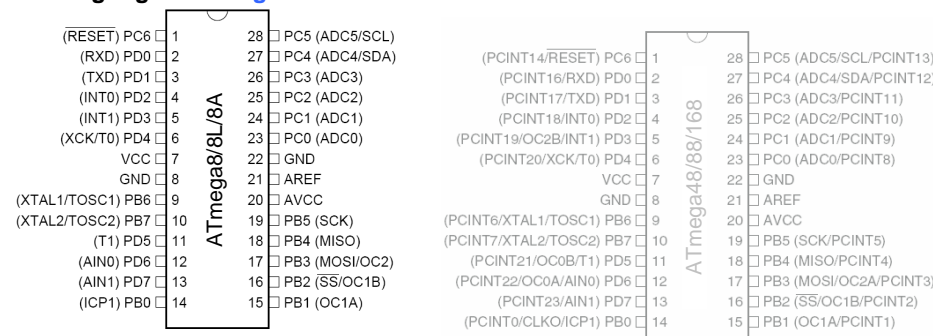 (RESET) PC6 1 28 PC5 (ADC5/SCL)
(RXD) PD0 2 27 PC4 (ADC4/SDA)
(TXD) PD1 3 26 PC3 (ADC3)
(INT0) PD2 4 25 PC2 (ADC2)
(INT1) PD3 5 24 PC1 (ADC1)
(XCK/T0) PD4 6 23 PC0 (ADC0)
VCC 7 22 GND
GND 8 21 AREF
(XTAL1/TOSC1) PB6 9 20 AVCC
(XTAL2/TOSC2) PB7 10 19 PB5 (SCK)
(T1) PD5 11 18 PB4 (MISO)
(AIN0) PD6 12 17 PB3 (MOSI/OC2)
(AIN1) PD7 13 16 PB2 (SS/OC1B)
(ICP1) PB0 14 15 PB1 (OC1A)
ATmega8/8L/8A
(PCINT14/RESET) PC6 1 28 PC5 (ADC5/SCL/PCINT13)
(PCINT16/RXD) PD0 2 27 PC4 (ADC4/SDA/PCINT12)
(PCINT17/TXD) PD1 3 26 PC3 (ADC3/PCINT11)
(PCINT18/INT0) PD2 4 25 PC2 (ADC2/PCINT10)
(PCINT19/OC2B/INT1) PD3 5 24 PC1 (ADC1/PCINT9)
(PCINT20/XCK/T0) PD4 6 23 PC0 (ADC0/PCINT8)
VCC 7 22 GND
GND 8 21 AREF
(PCINT6/XTAL1/TOSC1) PB6 9 20 AVCC
(PCINT7/XTAL2/TOSC2) PB7 10 19 PB5 (SCK/PCINT5)
(PCINT21/OC0B/T1) PD5 11 18 PB4 (MISO/PCINT4)
(PCINT22/OC0A/AIN0) PD6 12 17 PB3 (MOSI/OC2A/PCINT3)
(PCINT23/AIN1) PD7 13 16 PB2 (SS/OC1B/PCINT2)
(PCINT0/CLKO/ICP1) PB0 14 15 PB1 (OC1A/PCINT1)
ATmega48/88/168